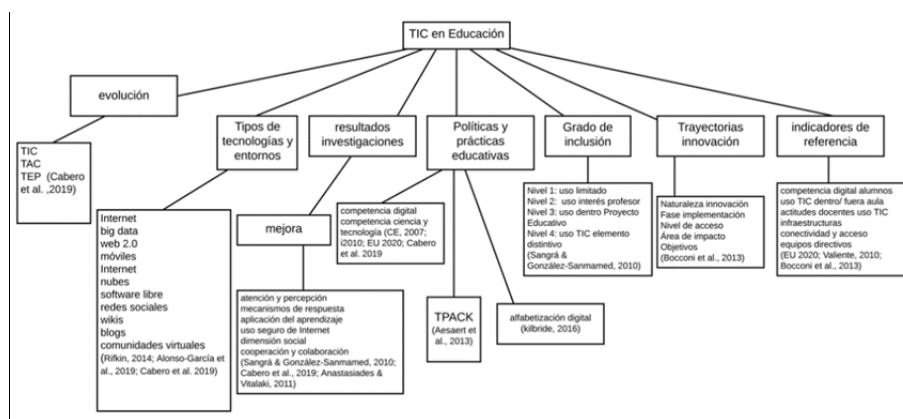 TIC en Educación
evolución
Tipos de
tecnologías y
entornos
resultados
investigaciones
Políticas y
prácticas
educativas
Grado de
inclusión
Trayectorias
innovación
indicadores de
referencia
TIC
TAC
TEP (Cabero
et al. ,2019)
Internet
big data
web 2.0
móviles
Internet
nubes
software libre
redes sociales
wikis
blogs
comunidades virtuales
(Rifkin, 2014; Alonso-García et
al., 2019; Cabero et al. 2019)
mejora
atención y percepción
mecanismos de respuesta
aplicación del aprendizaje
uso seguro de Internet
dimensión social
cooperación y colaboración
(Sangrá & González-Sanmamed, 2010;
Cabero et al., 2019; Anastasiades &
Vitalaki, 2011)
competencia digital
competencia ciencia y
tecnología (CE, 2007;
i2010; EU 2020; Cabero
et al. 2019
TPACK
(Aesaert et
al., 2013)
alfabetización digital
(kilbride, 2016)
Nivel 1: uso limitado
Nivel 2: uso interés profesor
Nivel 3: uso dentro Proyecto
Educativo
Nivel 4: uso TIC elemento
distintivo
(Sangrá &
González-Sanmamed, 2010)
Naturaleza innovación
Fase implementación
Nivel de acceso
Área de impacto
Objetivos
(Bocconi et al., 2013)
competencia digital alumnos
uso TIC dentro/ fuera aula
actitudes docentes uso TIC
infraestructuras
conectividad y acceso
equipos directivos
(EU 2020; Valiente, 2010;
Bocconi et al., 2013)